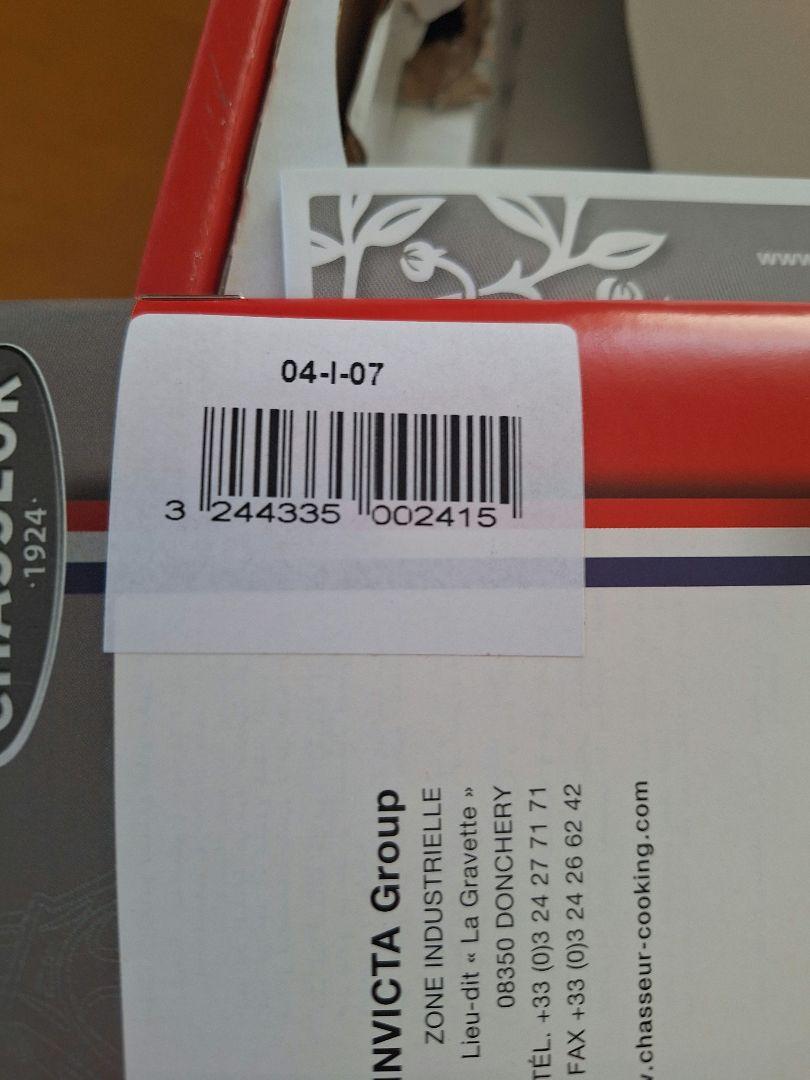 www
04-I-07
3 244335 002415
CHASSEUR
·1924·
INVICTA Group
ZONE INDUSTRIELLE
Lieu-dit « La Gravette »
08350 DONCHERY
TÉL. +33 (0)3 24 27 71 71
FAX +33 (0)3 24 26 62 42
.chasseur-cooking.com